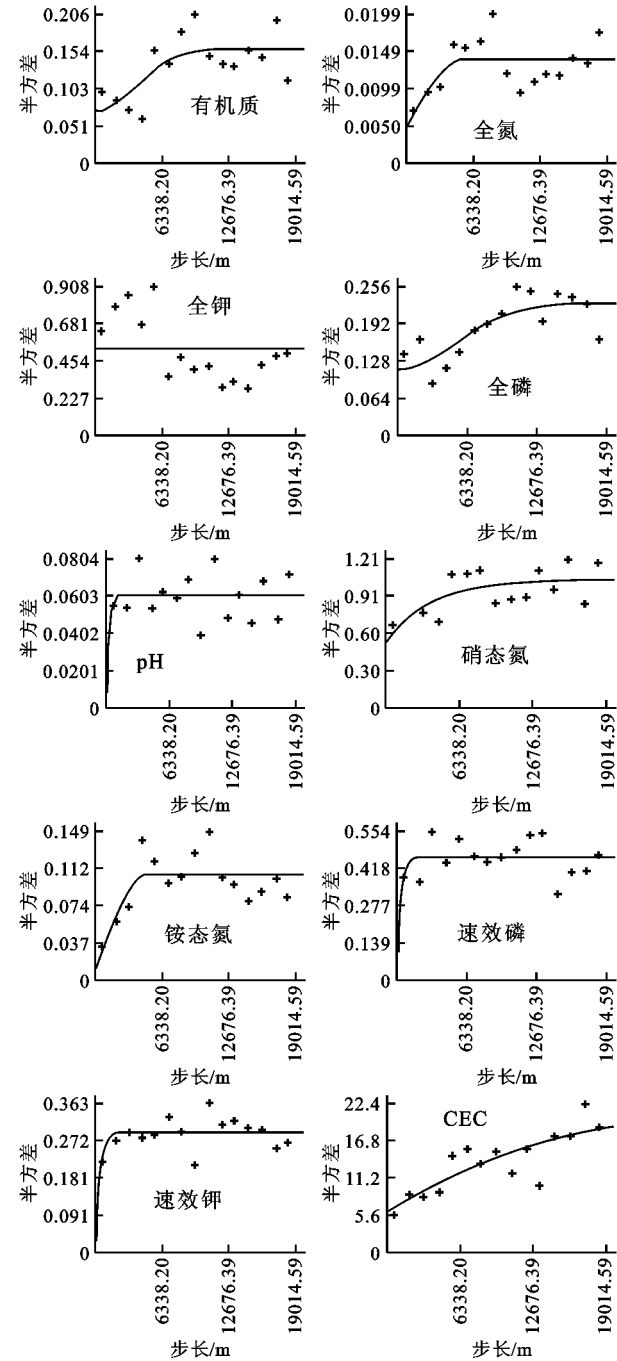 0.206
0.154
0.103
0.051
0
半方差
有机质
6338.20
12676.39
19014.59
步长/m
0.0199
0.0149
0.0099
0.0050
0
半方差
全氮
6338.20
12676.39
19014.59
步长/m
0.908
0.681
0.454
0.227
0
半方差
全钾
6338.20
12676.39
19014.59
步长/m
0.256
0.192
0.128
0.064
0
半方差
全磷
6338.20
12676.39
19014.59
步长/m
0.0804
0.0603
0.0402
0.0201
0
半方差
pH
6338.20
12676.39
19014.59
步长/m
1.21
0.91
0.60
0.30
0
半方差
硝态氮
6338.20
12676.39
19014.59
步长/m
0.149
0.112
0.074
0.037
0
半方差
铵态氮
6338.20
12676.39
19014.59
步长/m
0.554
0.418
0.277
0.139
0
半方差
速效磷
6338.20
12676.39
19014.59
步长/m
0.363
0.272
0.181
0.091
0
半方差
速效钾
6338.20
12676.39
19014.59
步长/m
22.4
16.8
11.2
5.6
0
半方差
CEC
6338.20
12676.39
19014.59
步长/m